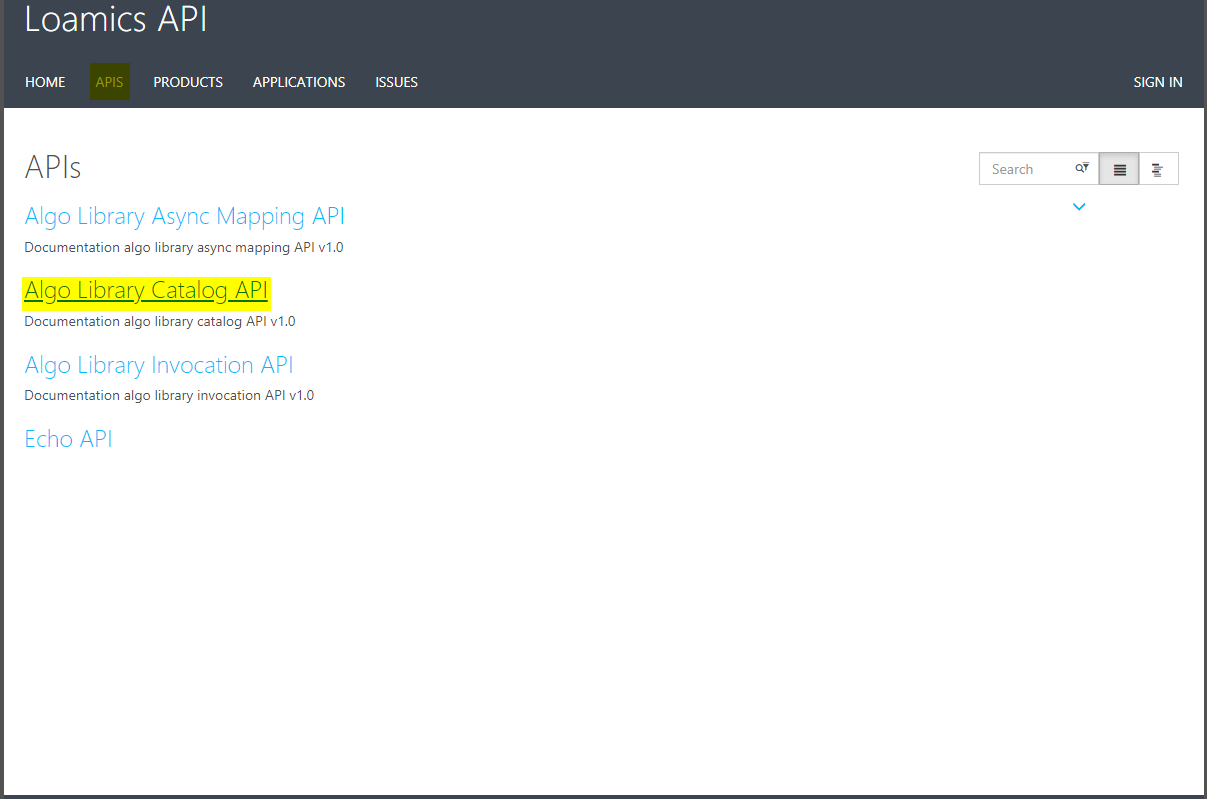 Loamics API
HOME APIS PRODUCTS APPLICATIONS ISSUES SIGN IN
APIs
Search
Algo Library Async Mapping API
Documentation algo library async mapping API v1.0
Algo Library Catalog API
Documentation algo library catalog API v1.0
Algo Library Invocation API
Documentation algo library invocation API v1.0
Echo API